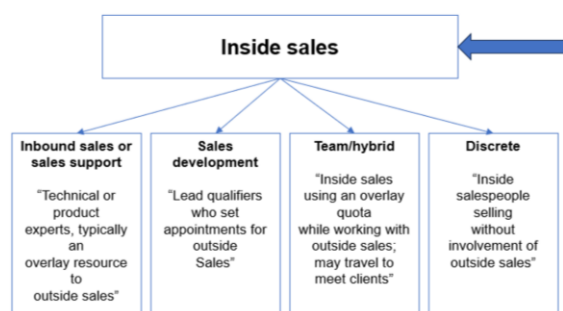 Inside sales
Inbound sales or
sales support
“Technical or
product
experts, typically
an
overlay resource
to
outside sales”
Sales
development
“Lead qualifiers
who set
appointments for
outside
Sales”
Team/hybrid
“Inside sales
using an overlay
quota
while working with
outside sales;
may travel to
meet clients”
Discrete
“Inside
salespeople
selling
without
involvement of
outside sales”